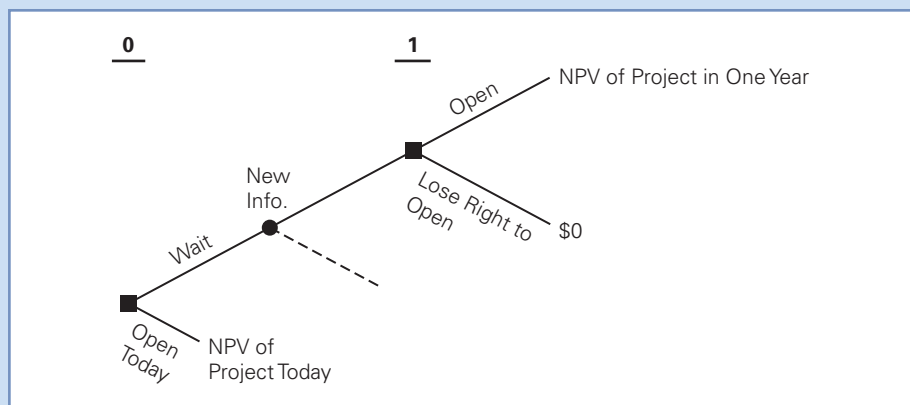 0
1
NPV of Project in One Year
Open
New
Info.
Lose Right to
Open
$0
Wait
Open
Today
NPV of
Project Today